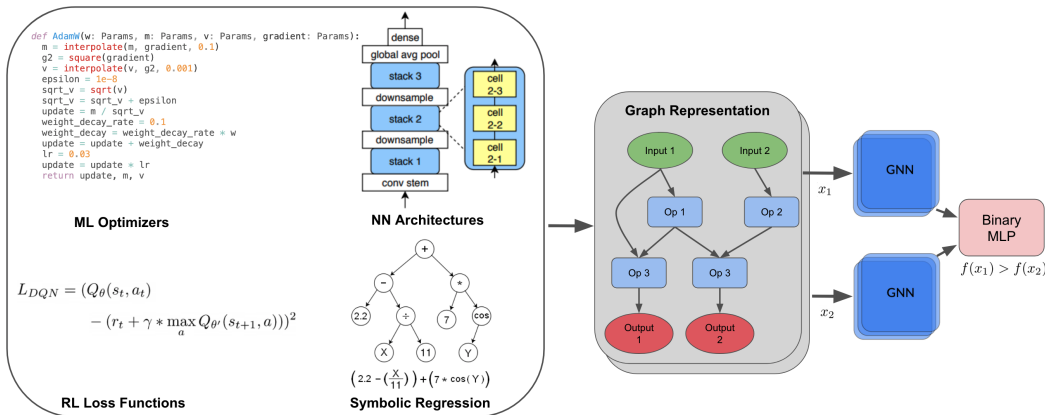 def AdamW(w: Params, m: Params, v: Params, gradient: Params):
m = interpolate(m, gradient, 0.1)
g2 = square(gradient)
v = interpolate(v, g2, 0.001)
epsilon = 1e-8
sqrt_v = sqrt(v)
sqrt_v = sqrt_v + epsilon
update = m / sqrt_v
weight_decay_rate = 0.1
weight_decay = weight_decay_rate * w
update = update + weight_decay
lr = 0.03
update = update * lr
return update, m, v
ML Optimizers
dense
global avg pool
stack 3
downsample
stack 2
downsample
stack 1
conv stem
cell
2-3
cell
2-2
cell
2-1
NN Architectures
L_{DQN} = (Q_θ(s_t, a_t)
− (r_t + γ * max_a Q_{θ'}(s_{t+1}, a)))^2
RL Loss Functions
+
-
*
2.2
÷
7
cos
X
11
Y
(2.2 - (X/11)) + (7 * cos(Y))
Symbolic Regression
Graph Representation
Input 1
Input 2
Op 1
Op 2
Op 3
Op 3
Output
1
Output
2
x_1
x_2
GNN
GNN
Binary
MLP
f(x_1) > f(x_2)